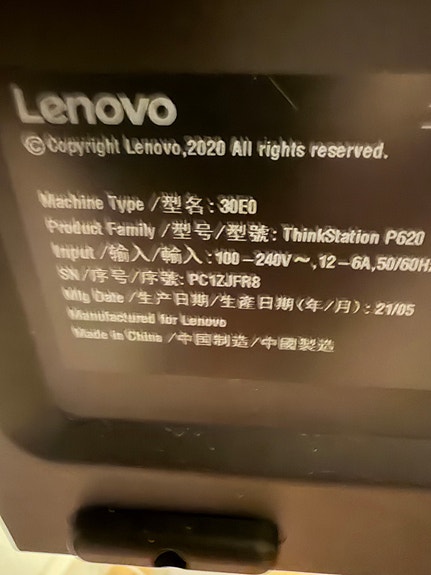 Lenovo
©Copyright Lenovo,2020 All rights reserved.
Machine Type /型名: 30E0
Product Family /型号/型號: ThinkStation P620
Input /输入/輸入:100-240V～,12-6A,50/60Hz
SN/序号/序號: PC1ZJFR8
Mfg Date /生产日期/生產日期(年/月): 21/05
Manufactured for Lenovo
Made in China /中国制造/中國製造